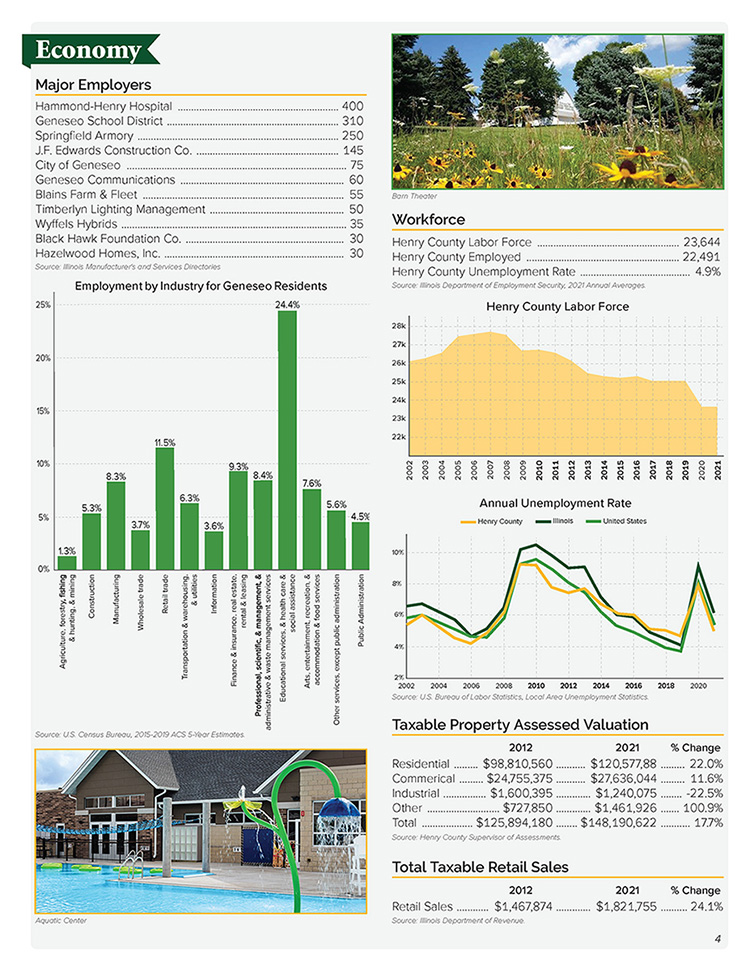 Economy
Major Employers
Hammond-Henry Hospital ........ 400
Geneseo School District ........ 310
Springfield Armory ........ 250
J.F. Edwards Construction Co. ........ 145
City of Geneseo ........ 75
Geneseo Communications ........ 60
Blains Farm & Fleet ........ 55
Timberlyn Lighting Management ........ 50
Wyffels Hybrids ........ 35
Black Hawk Foundation Co. ........ 30
Hazelwood Homes, Inc. ........ 30
Source: Illinois Manufacturer's and Services Directories
Employment by Industry for Geneseo Residents
25%
20%
15%
10%
5%
0%
1.3%
5.3%
8.3%
3.7%
11.5%
6.3%
3.6%
9.3%
8.4%
24.4%
7.6%
5.6%
4.5%
Agriculture, forestry, fishing
& hunting, & mining
Construction
Manufacturing
Wholesale trade
Retail trade
Transportation & warehousing,
& utilities
Information
Finance & insurance, real estate,
rental & leasing
Professional, scientific, & management, &
administrative & waste management services
Educational services, & health care &
social assistance
Arts, entertainment, recreation, &
accommodation & food services
Other services, except public administration
Public Administration
Source: U.S. Census Bureau, 2015-2019 ACS 5-Year Estimates.
Aquatic Center
Barn Theater
Workforce
Henry County Labor Force ........ 23,644
Henry County Employed ........ 22,491
Henry County Unemployment Rate ........ 4.9%
Source: Illinois Department of Employment Security, 2021 Annual Averages.
Henry County Labor Force
28k
27k
26k
25k
24k
23k
22k
2002 2003 2004 2005 2006 2007 2008 2009 2010 2011 2012 2013 2014 2015 2016 2017 2018 2019 2020 2021
Annual Unemployment Rate
Henry County Illinois United States
10%
8%
6%
4%
2%
2002 2004 2006 2008 2010 2012 2014 2016 2018 2020
Source: U.S. Bureau of Labor Statistics, Local Area Unemployment Statistics.
Taxable Property Assessed Valuation
2012 2021 % Change
Residential ........ $98,810,560 ........ $120,577,88 ........ 22.0%
Commerical ........ $24,755,375 ........ $27,636,044 ........ 11.6%
Industrial ........ $1,600,395 ........ $1,240,075 ........ -22.5%
Other ........ $727,850 ........ $1,461,926 ........ 100.9%
Total ........ $125,894,180 ........ $148,190,622 ........ 177%
Source: Henry County Supervisor of Assessments.
Total Taxable Retail Sales
2012 2021 % Change
Retail Sales ........ $1,467,874 ........ $1,821,755 ........ 24.1%
Source: Illinois Department of Revenue.
4